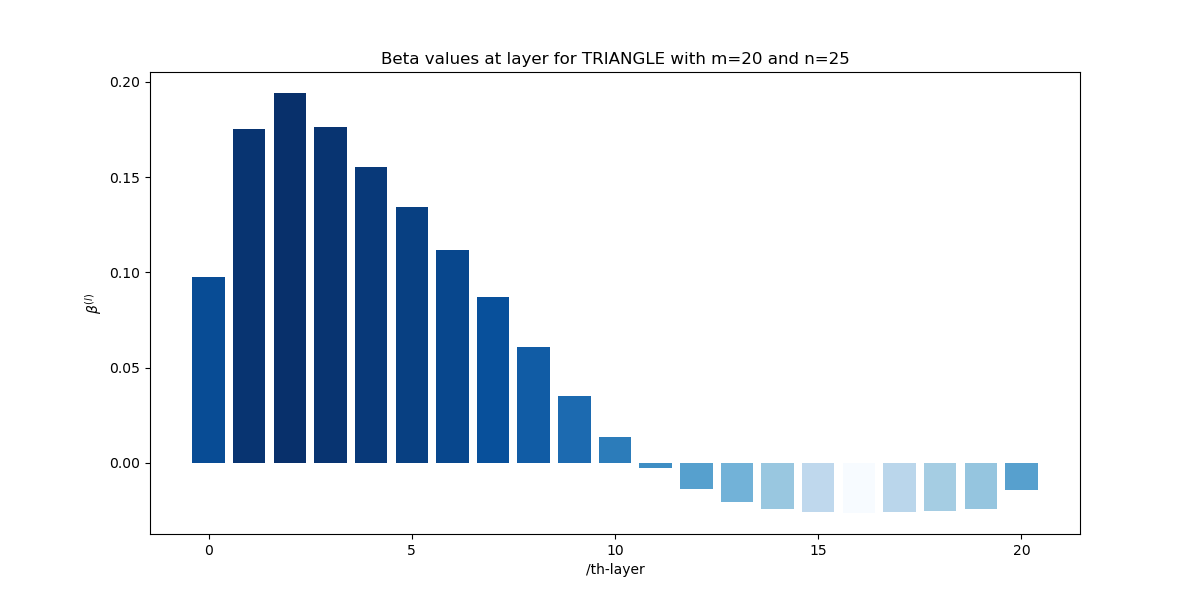 Beta values at layer for TRIANGLE with m=20 and n=25
0.20
0.15
0.10
0.05
0.00
β^(l)
0 5 10 15 20
/th-layer